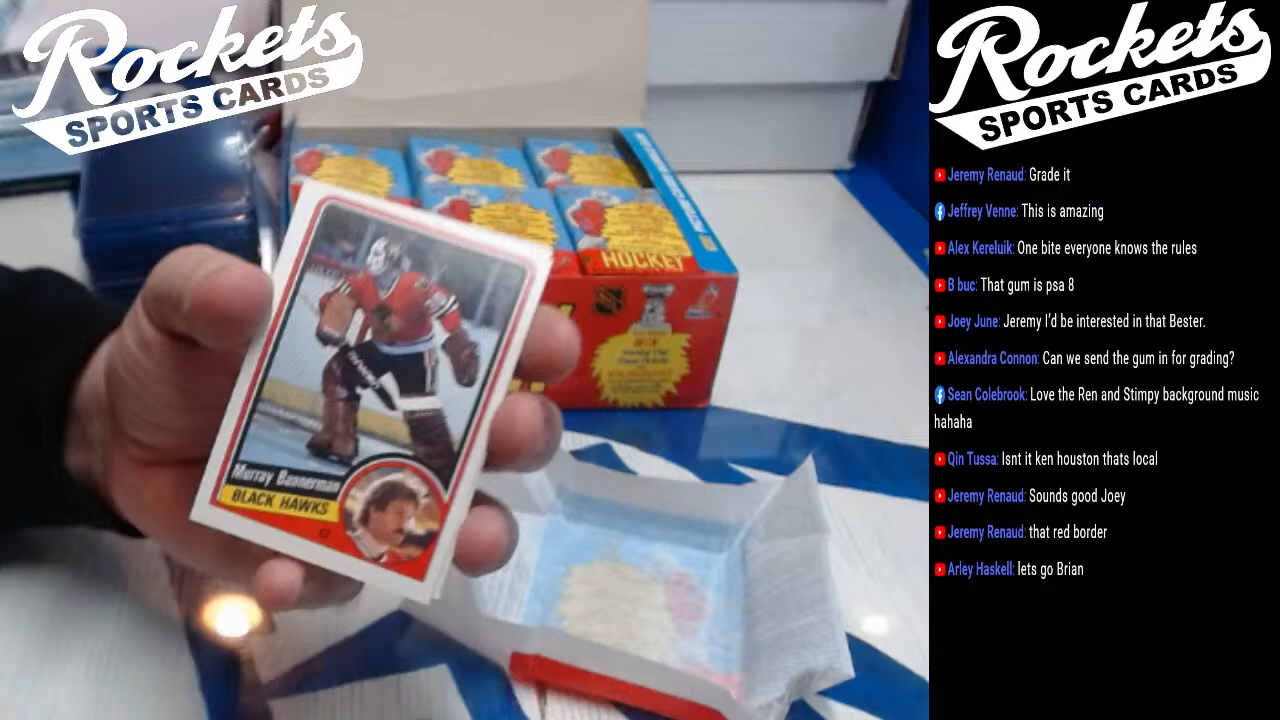 Rockets
SPORTS CARDS
Murray Bannerman
BLACK HAWKS
HOCKEY
Rockets
SPORTS CARDS
Jeremy Renaud: Grade it
Jeffrey Venne: This is amazing
Alex Kereluik: One bite everyone knows the rules
B buc: That gum is psa 8
Joey June: Jeremy I'd be interested in that Bester.
Alexandra Connon: Can we send the gum in for grading?
Sean Colebrook: Love the Ren and Stimpy background music
hahaha
Qin Tussa: Isnt it ken houston thats local
Jeremy Renaud: Sounds good Joey
Jeremy Renaud: that red border
Arley Haskell: lets go Brian